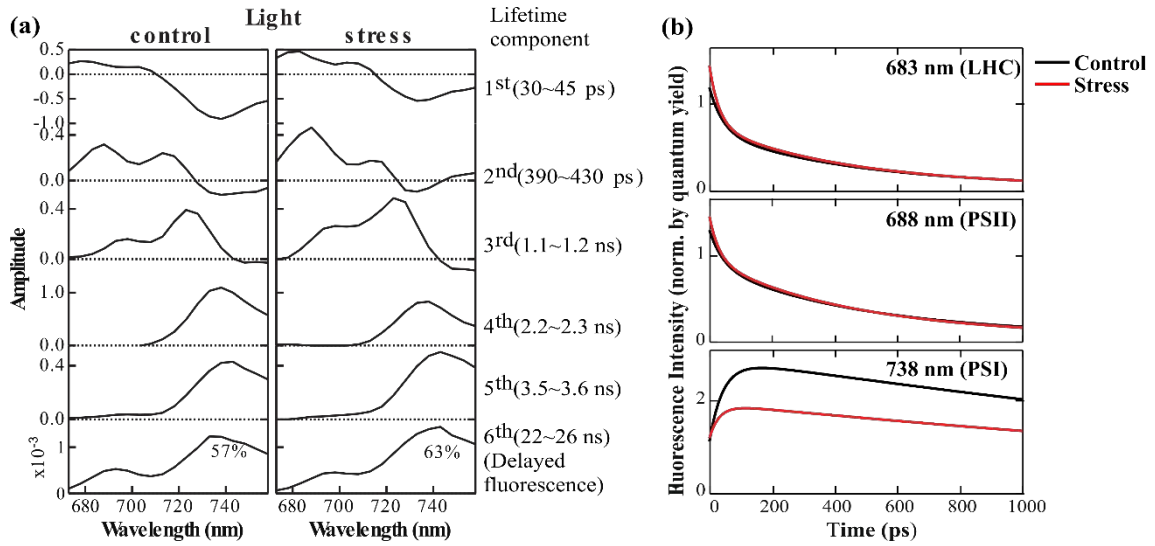 (a)
Light
control
stress
Lifetime
component
0.5
0.0
-0.5
-1.0
1st(30~45 ps)
0.4
0.0
2nd(390~430 ps)
0.4
0.0
3rd(1.1~1.2 ns)
1.0
0.0
4th(2.2~2.3 ns)
0.4
0.0
5th(3.5~3.6 ns)
x10-3
1
0
57%
63%
6th(22~26 ns)
(Delayed
fluorescence)
Amplitude
680 700 720 740
680 700 720 740
Wavelength (nm)
Wavelength (nm)
(b)
Control
Stress
683 nm (LHC)
1
688 nm (PSII)
1
738 nm (PSI)
2
0
Fluorescence Intensity (norm. by quantum yield)
0 200 400 600 800 1000
Time (ps)